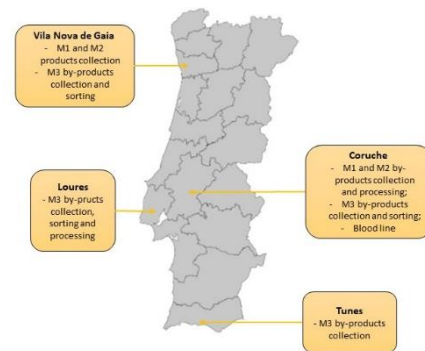 Vila Nova de Gaia
- M1 and M2
products collection
- M3 by-products
collection and
sorting
Coruche
- M1 and M2 by-
products collection
and processing;
- M3 by-products
collection and sorting;
- Blood line
Loures
- M3 by-pructs
collection,
sorting and
processing
Tunes
- M3 by-products
collection